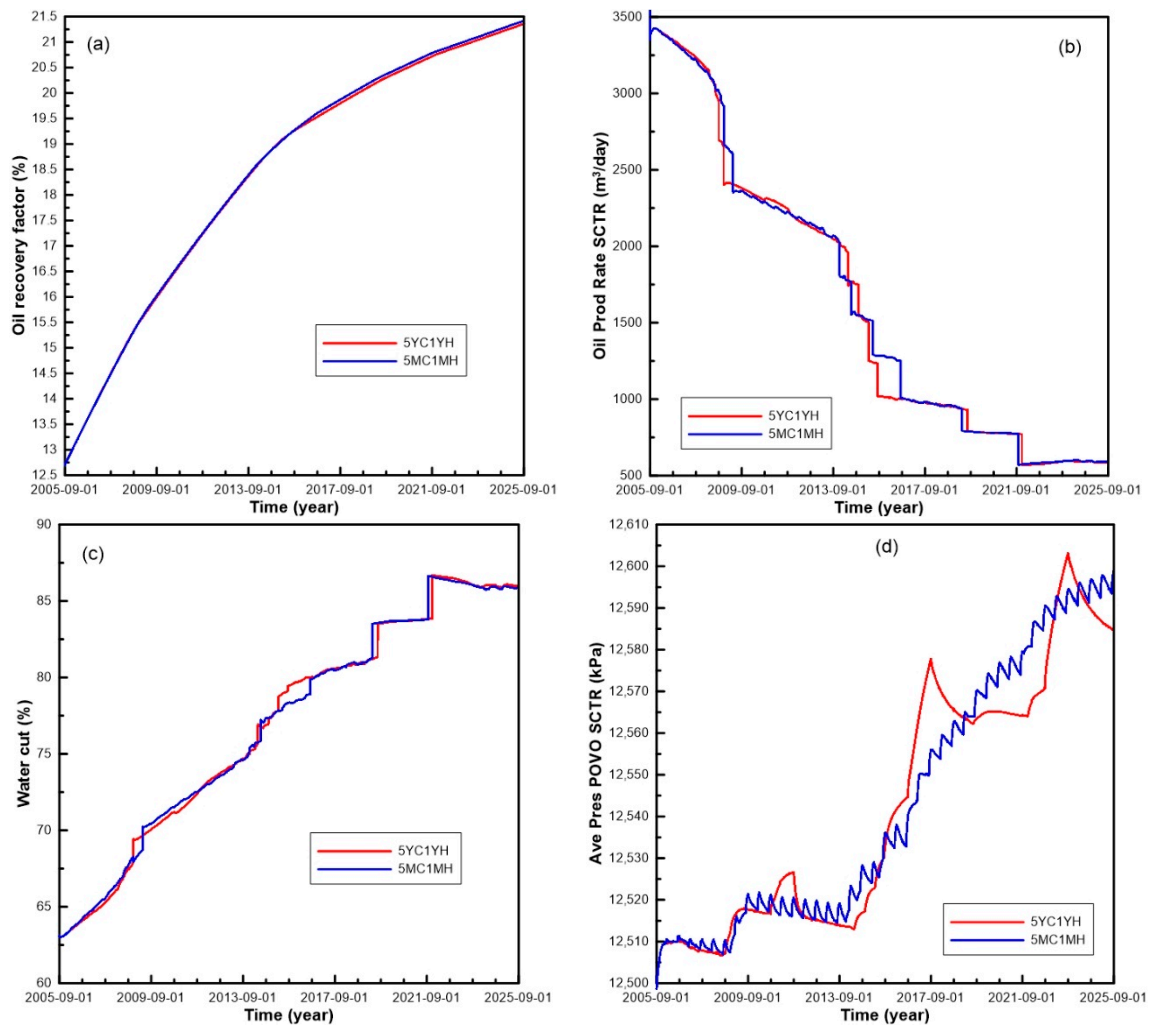 (a)
Oil recovery factor (%)
21.5
21
20.5
20
19.5
19
18.5
18
17.5
17
16.5
16
15.5
15
14.5
14
13.5
13
12.5
5YC1YH
5MC1MH
2005-09-01 2009-09-01 2013-09-01 2017-09-01 2021-09-01 2025-09-01
Time (year)
(b)
Oil Prod Rate SCTR (m³/day)
3500
3000
2500
2000
1500
1000
500
5YC1YH
5MC1MH
2005-09-01 2009-09-01 2013-09-01 2017-09-01 2021-09-01 2025-09-01
Time (year)
(c)
Water cut (%)
90
85
80
75
70
65
60
5YC1YH
5MC1MH
2005-09-01 2009-09-01 2013-09-01 2017-09-01 2021-09-01 2025-09-01
Time (year)
(d)
Ave Pres POVO SCTR (kPa)
12,610
12,600
12,590
12,580
12,570
12,560
12,550
12,540
12,530
12,520
12,510
12,500
5YC1YH
5MC1MH
2005-09-01 2009-09-01 2013-09-01 2017-09-01 2021-09-01 2025-09-01
Time (year)